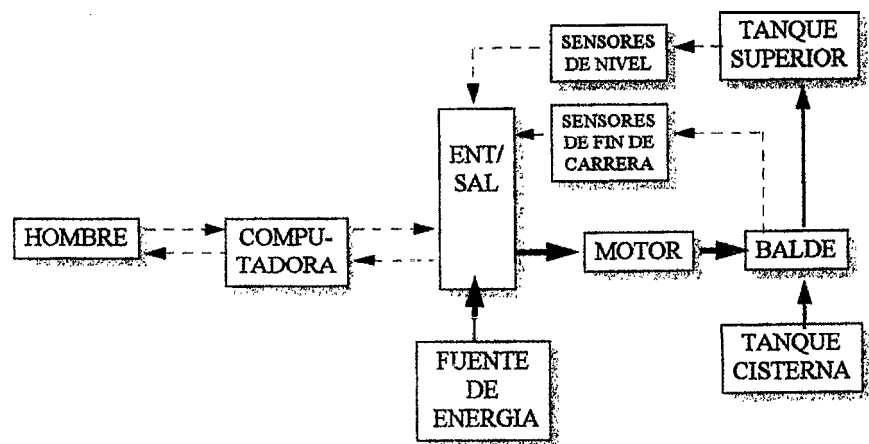 TANQUE
SUPERIOR
SENSORES
DE NIVEL
SENSORES
DE FIN DE
CARRERA
ENT/
SAL
HOMBRE
COMPU-
TADORA
MOTOR
BALDE
FUENTE
DE
ENERGIA
TANQUE
CISTERNA